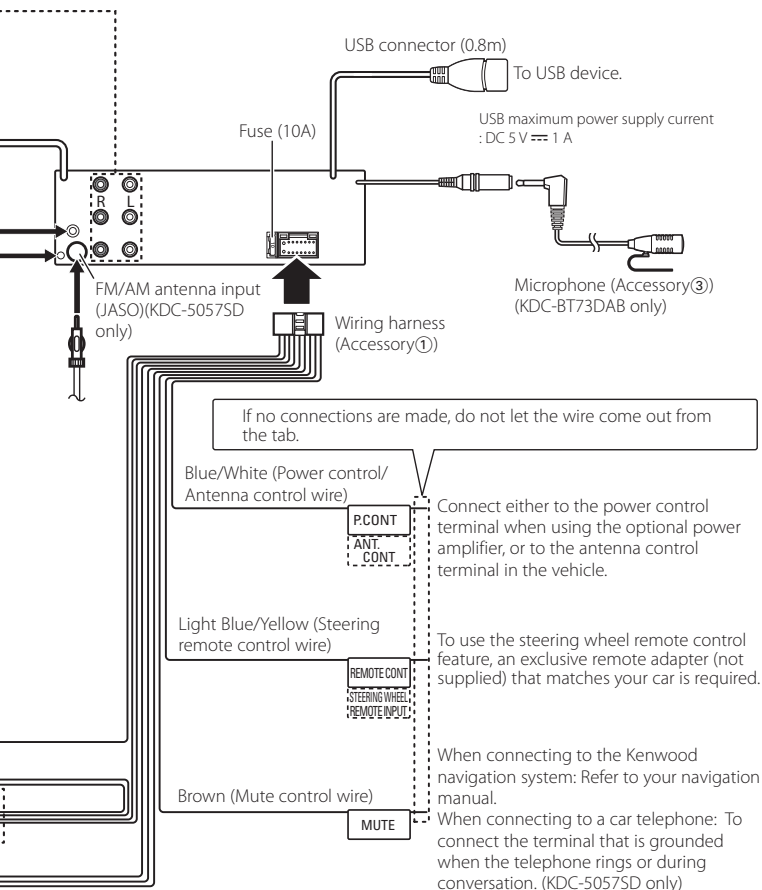 USB connector (0.8m)
To USB device.
USB maximum power supply current
: DC 5 V ⎓ 1 A
Fuse (10A)
R L
FM/AM antenna input
(JASO)(KDC-5057SD
only)
Microphone (Accessory③)
(KDC-BT73DAB only)
Wiring harness
(Accessory①)
If no connections are made, do not let the wire come out from
the tab.
Blue/White (Power control/
Antenna control wire)
P.CONT
ANT.
CONT
Connect either to the power control
terminal when using the optional power
amplifier, or to the antenna control
terminal in the vehicle.
Light Blue/Yellow (Steering
remote control wire)
REMOTE CONT
STEERING WHEEL
REMOTE INPUT
To use the steering wheel remote control
feature, an exclusive remote adapter (not
supplied) that matches your car is required.
Brown (Mute control wire)
MUTE
When connecting to the Kenwood
navigation system: Refer to your navigation
manual.
When connecting to a car telephone: To
connect the terminal that is grounded
when the telephone rings or during
conversation. (KDC-5057SD only)